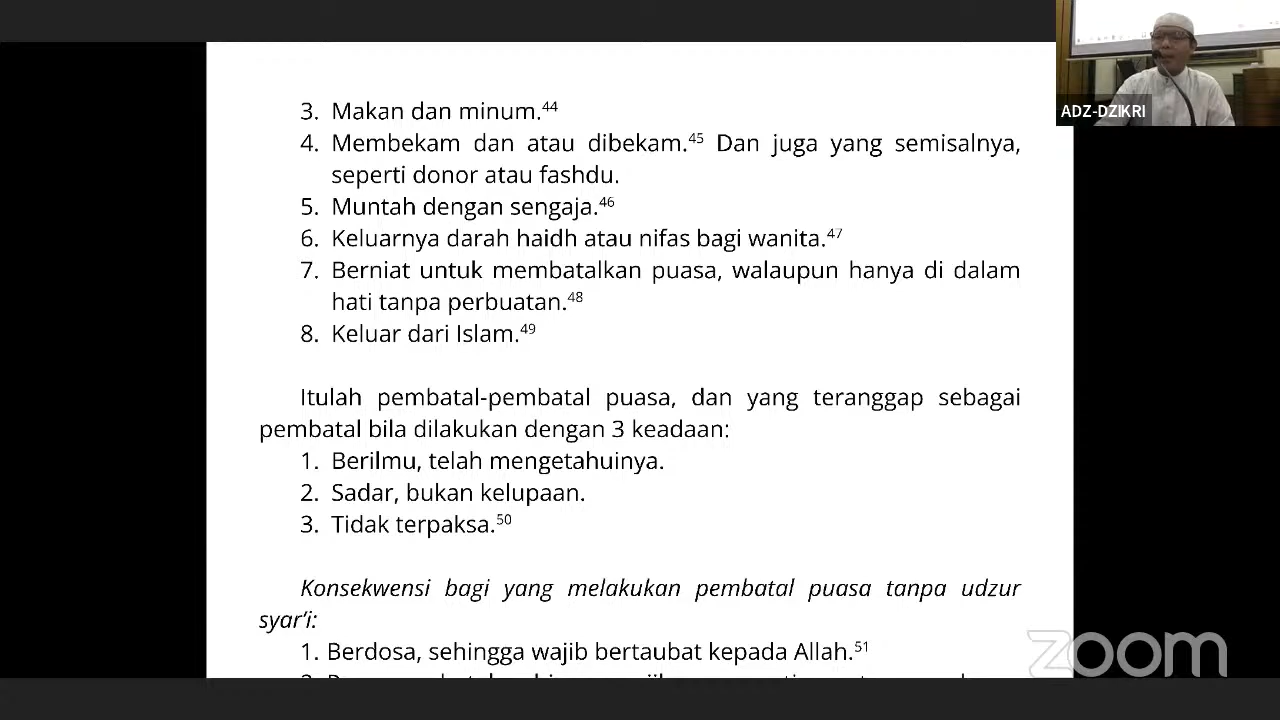 ADZ-DZIKRI
3. Makan dan minum.⁴⁴
4. Membekam dan atau dibekam.⁴⁵ Dan juga yang semisalnya,
seperti donor atau fashdu.
5. Muntah dengan sengaja.⁴⁶
6. Keluarnya darah haidh atau nifas bagi wanita.⁴⁷
7. Berniat untuk membatalkan puasa, walaupun hanya di dalam
hati tanpa perbuatan.⁴⁸
8. Keluar dari Islam.⁴⁹
Itulah pembatal-pembatal puasa, dan yang teranggap sebagai
pembatal bila dilakukan dengan 3 keadaan:
1. Berilmu, telah mengetahuinya.
2. Sadar, bukan kelupaan.
3. Tidak terpaksa.⁵⁰
Konsekwensi bagi yang melakukan pembatal puasa tanpa udzur
syar’i:
1. Berdosa, sehingga wajib bertaubat kepada Allah.⁵¹
zoom